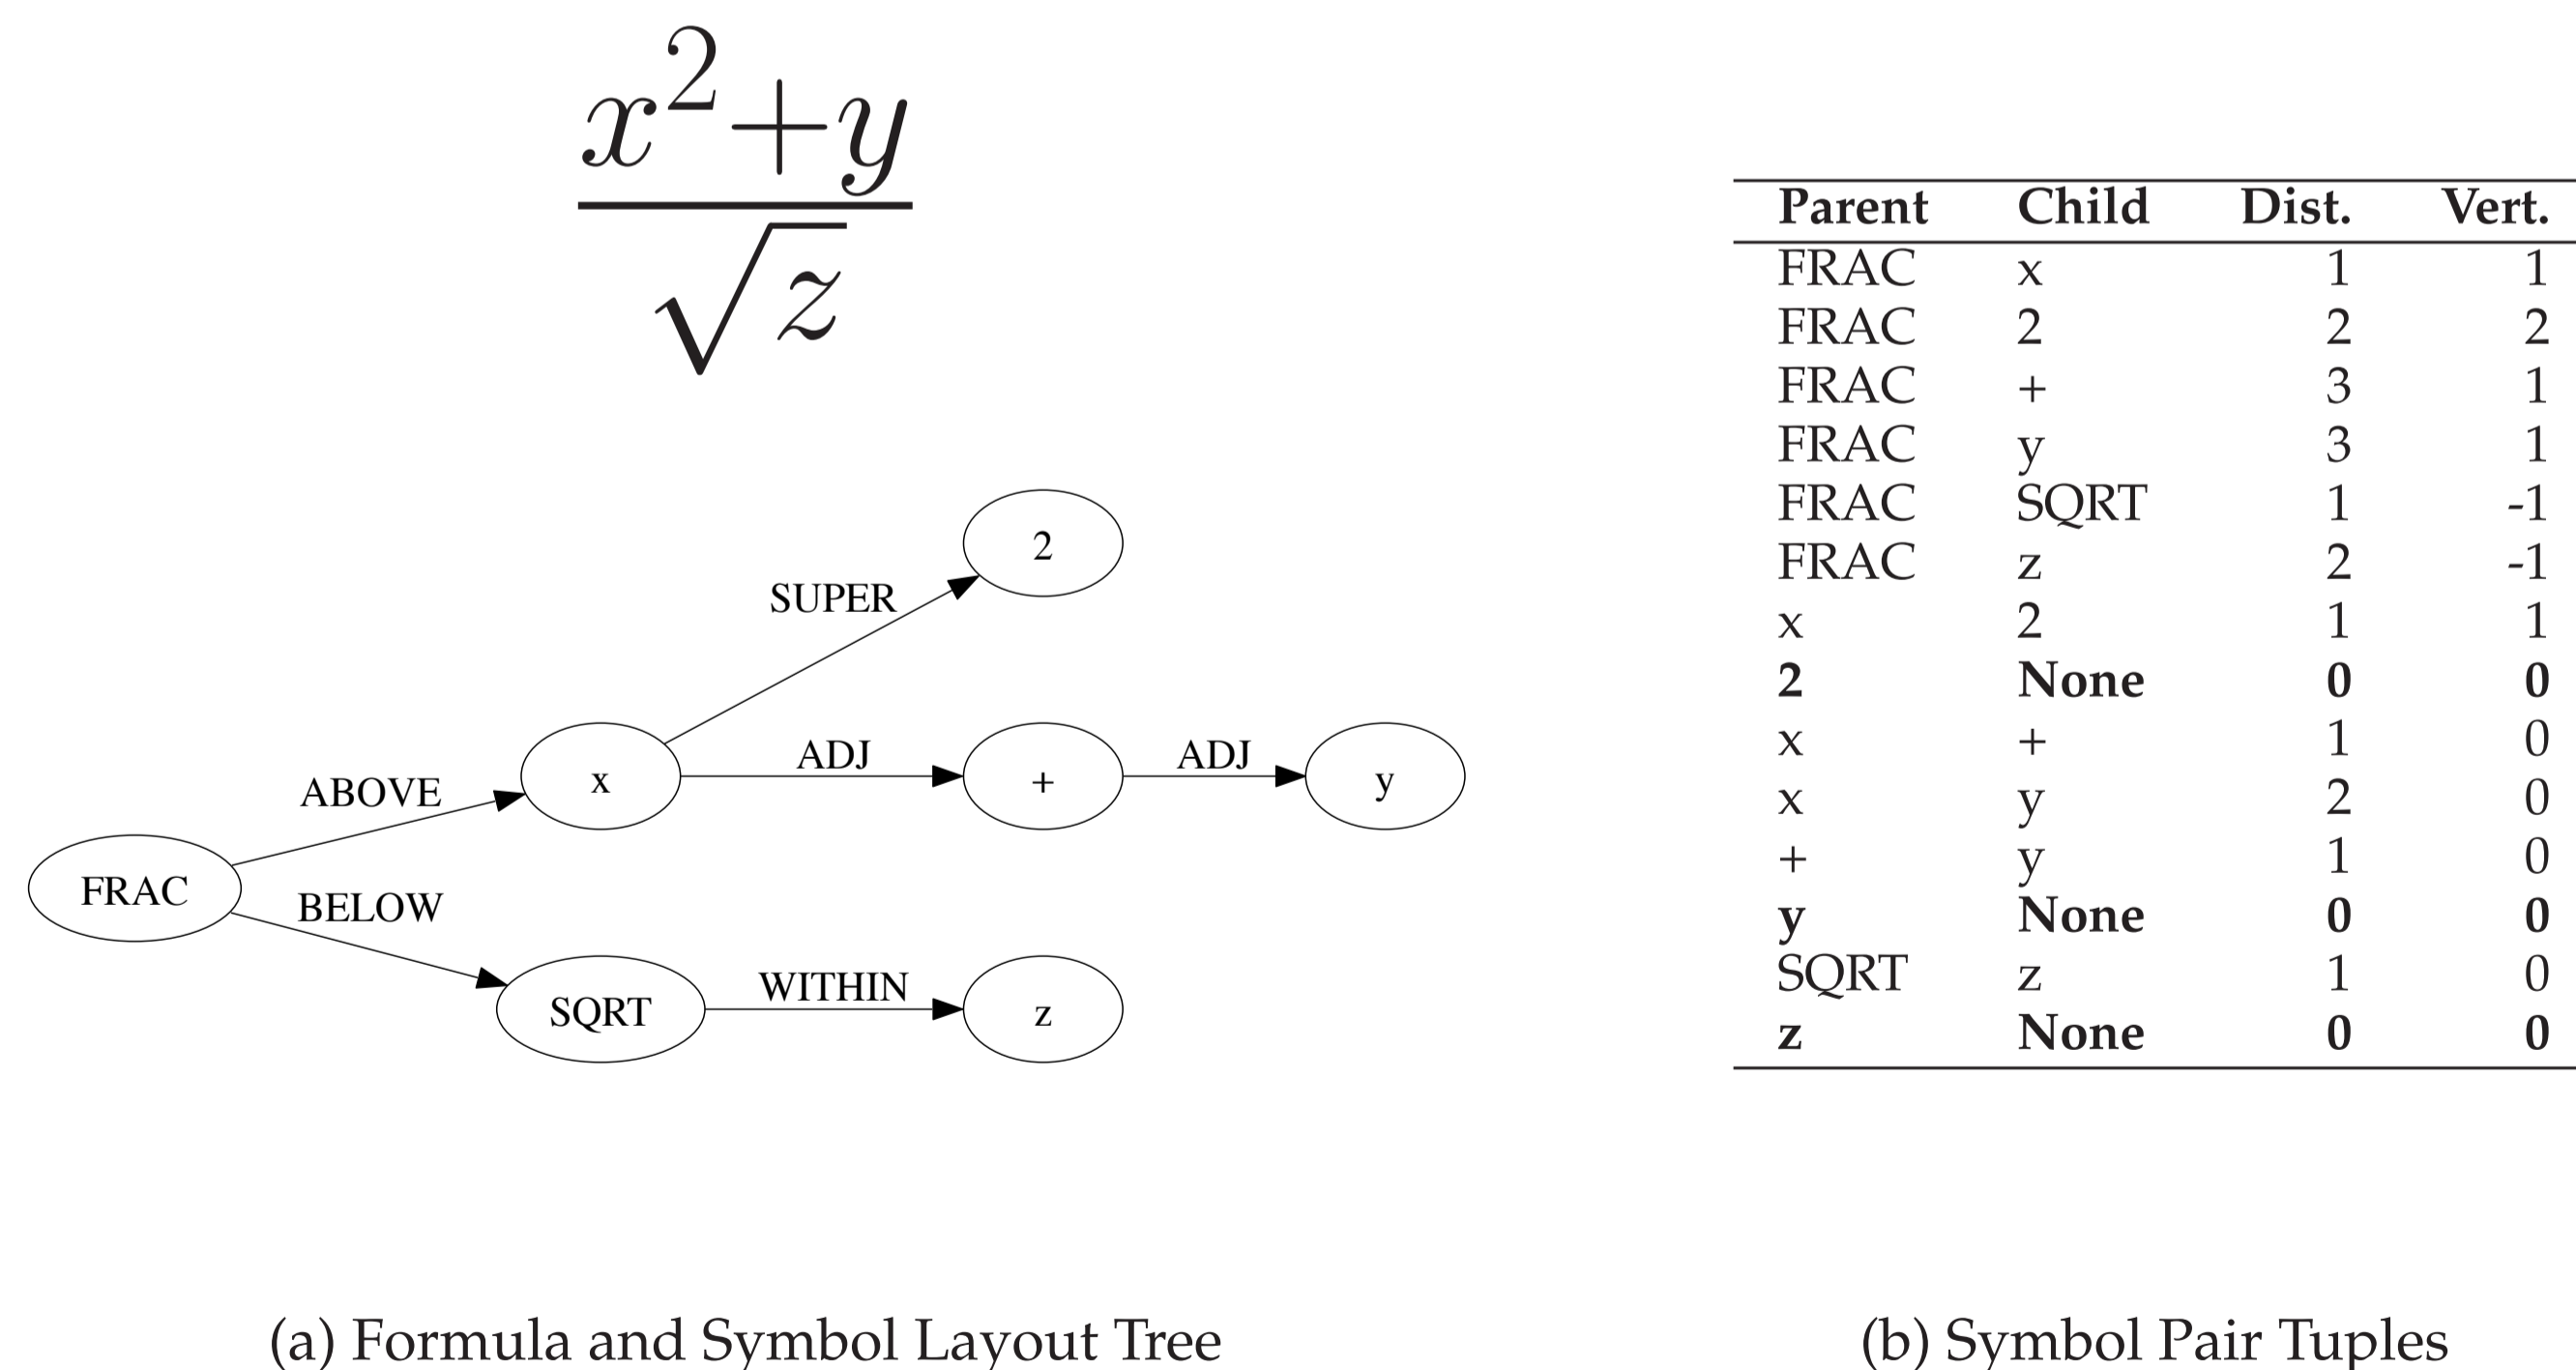 x²+y
√z
2
SUPER
ADJ
ADJ
x
+
y
ABOVE
FRAC
BELOW
SQRT
WITHIN
z
(a) Formula and Symbol Layout Tree
Parent Child Dist. Vert.
FRAC x 1 1
FRAC 2 2 2
FRAC + 3 1
FRAC y 3 1
FRAC SQRT 1 -1
FRAC z 2 -1
x 2 1 1
2 None 0 0
x + 1 0
x y 2 0
+ y 1 0
y None 0 0
SQRT z 1 0
z None 0 0
(b) Symbol Pair Tuples